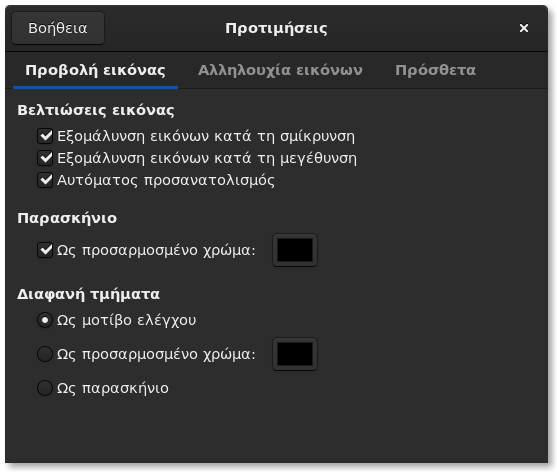 Βοήθεια
Προτιμήσεις
Προβολή εικόνας
Αλληλουχία εικόνων
Πρόσθετα
Βελτιώσεις εικόνας
Εξομάλυνση εικόνων κατά τη σμίκρυνση
Εξομάλυνση εικόνων κατά τη μεγέθυνση
Αυτόματος προσανατολισμός
Παρασκήνιο
Ως προσαρμοσμένο χρώμα:
Διαφανή τμήματα
Ως μοτίβο ελέγχου
Ως προσαρμοσμένο χρώμα:
Ως παρασκήνιο